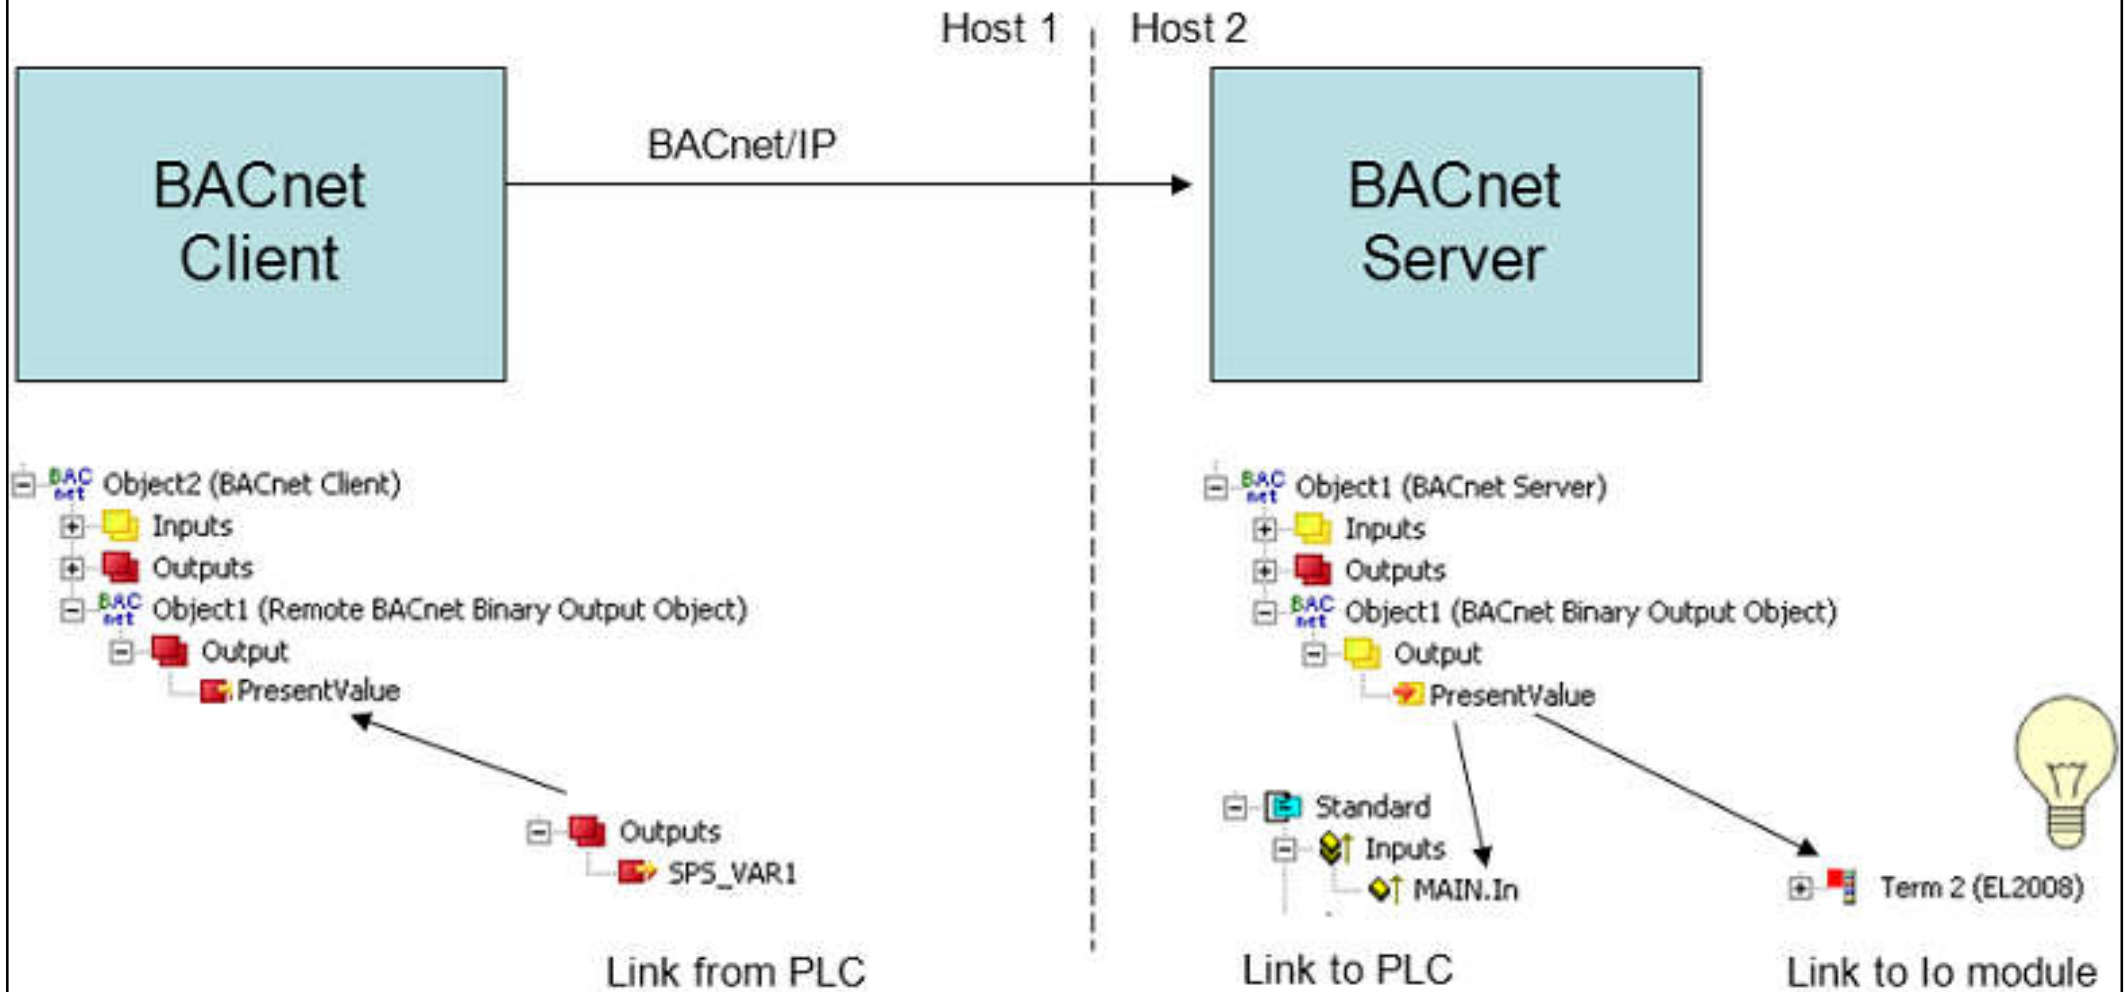 Host 1
Host 2
BACnet
Client
BACnet/IP
BACnet
Server
BAC
net
Object2 (BACnet Client)
Inputs
Outputs
BAC
net
Object1 (Remote BACnet Binary Output Object)
Output
PresentValue
Outputs
SPS_VAR1
Link from PLC
BAC
net
Object1 (BACnet Server)
Inputs
Outputs
BAC
net
Object1 (BACnet Binary Output Object)
Output
PresentValue
Standard
Inputs
MAIN.In
Term 2 (EL2008)
Link to PLC
Link to Io module